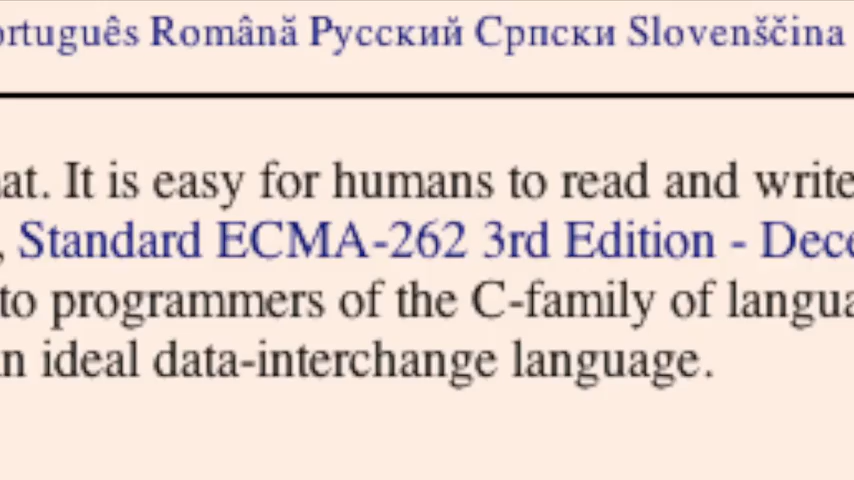 ortuguês Română Русский Српски Slovenščina
at. It is easy for humans to read and write
, Standard ECMA-262 3rd Edition - Dece
to programmers of the C-family of langua
n ideal data-interchange language.